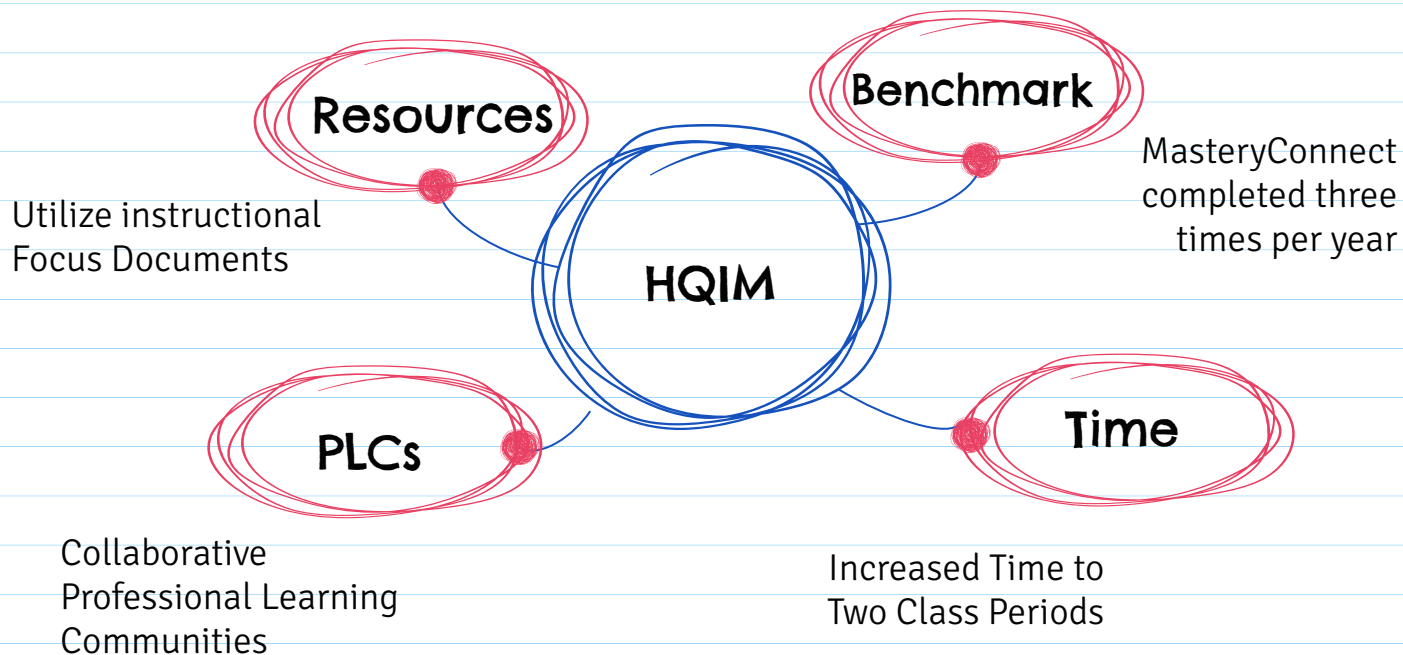 Resources
Utilize instructional
Focus Documents
Benchmark
MasteryConnect
completed three
times per year
HQIM
PLCs
Collaborative
Professional Learning
Communities
Time
Increased Time to
Two Class Periods